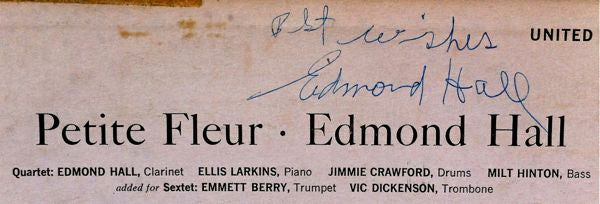 Best wishes
UNITED
Edmond Hall
Petite Fleur · Edmond Hall
Quartet: EDMOND HALL, Clarinet ELLIS LARKINS, Piano JIMMIE CRAWFORD, Drums MILT HINTON, Bass
added for Sextet: EMMETT BERRY, Trumpet VIC DICKENSON, Trombone